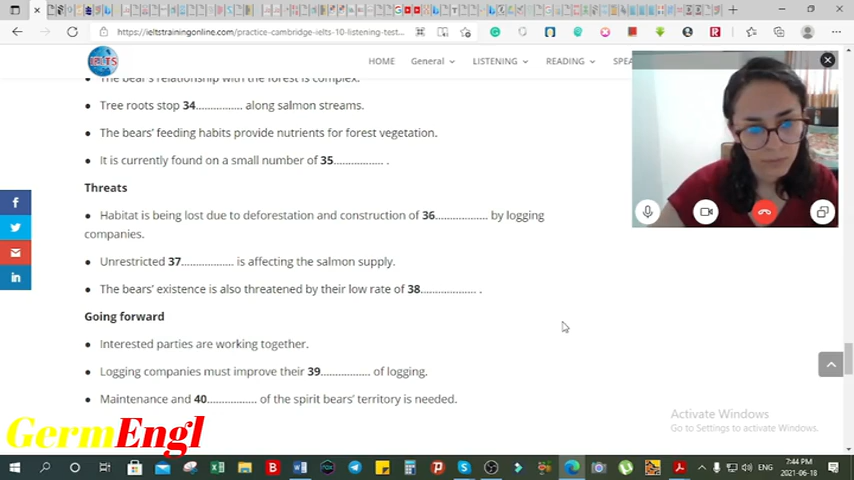 https://ieltstrainingonline.com/practice-cambridge-ielts-10-listening-test...
IELTS
HOME General LISTENING READING SPEA
The bear's relationship with the forest is complex.
Tree roots stop 34................ along salmon streams.
The bears' feeding habits provide nutrients for forest vegetation.
It is currently found on a small number of 35................. .
Threats
Habitat is being lost due to deforestation and construction of 36.................. by logging
companies.
Unrestricted 37.................. is affecting the salmon supply.
The bears' existence is also threatened by their low rate of 38................... .
Going forward
Interested parties are working together.
Logging companies must improve their 39................. of logging.
Maintenance and 40................. of the spirit bears' territory is needed.
Activate Windows
Go to Settings to activate Windows.
GermEngl
ENG
7:44 PM
2021-06-18